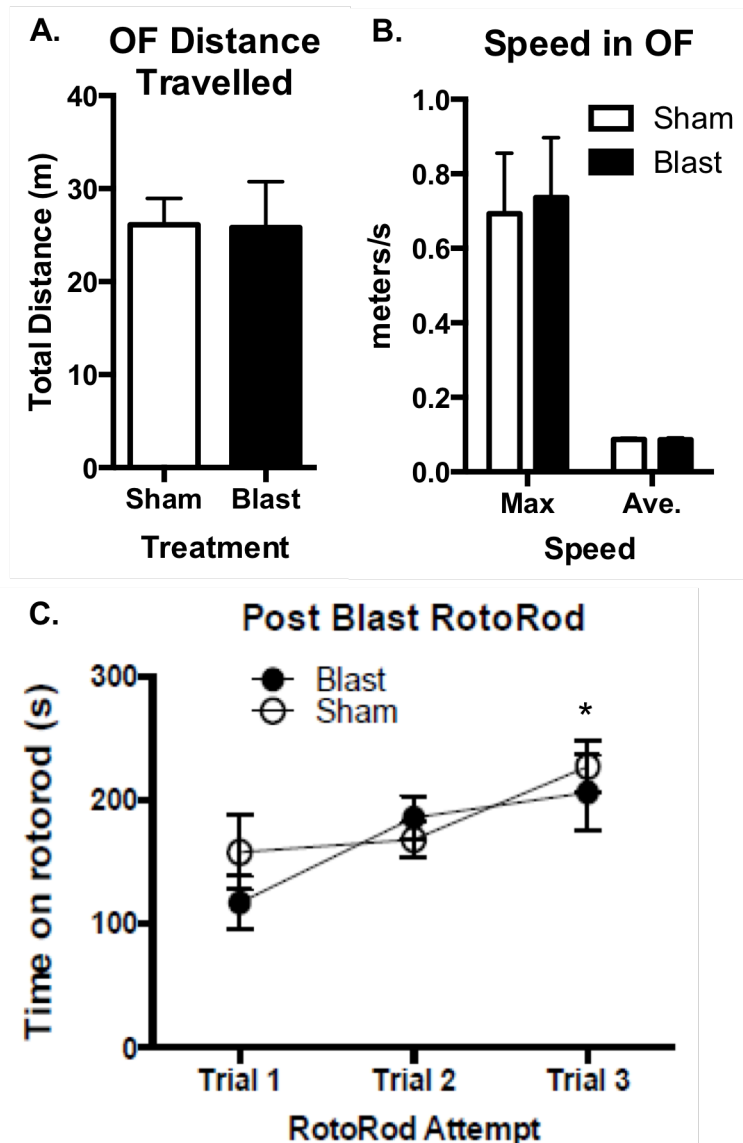 A.
OF Distance
Travelled
40
30
20
10
0
Total Distance (m)
Sham Blast
Treatment
B.
Speed in OF
1.0
0.8
0.6
0.4
0.2
0.0
meters/s
Sham
Blast
Max Ave.
Speed
C.
Post Blast RotoRod
300
200
100
0
Time on rotorod (s)
Blast
Sham
*
Trial 1 Trial 2 Trial 3
RotoRod Attempt